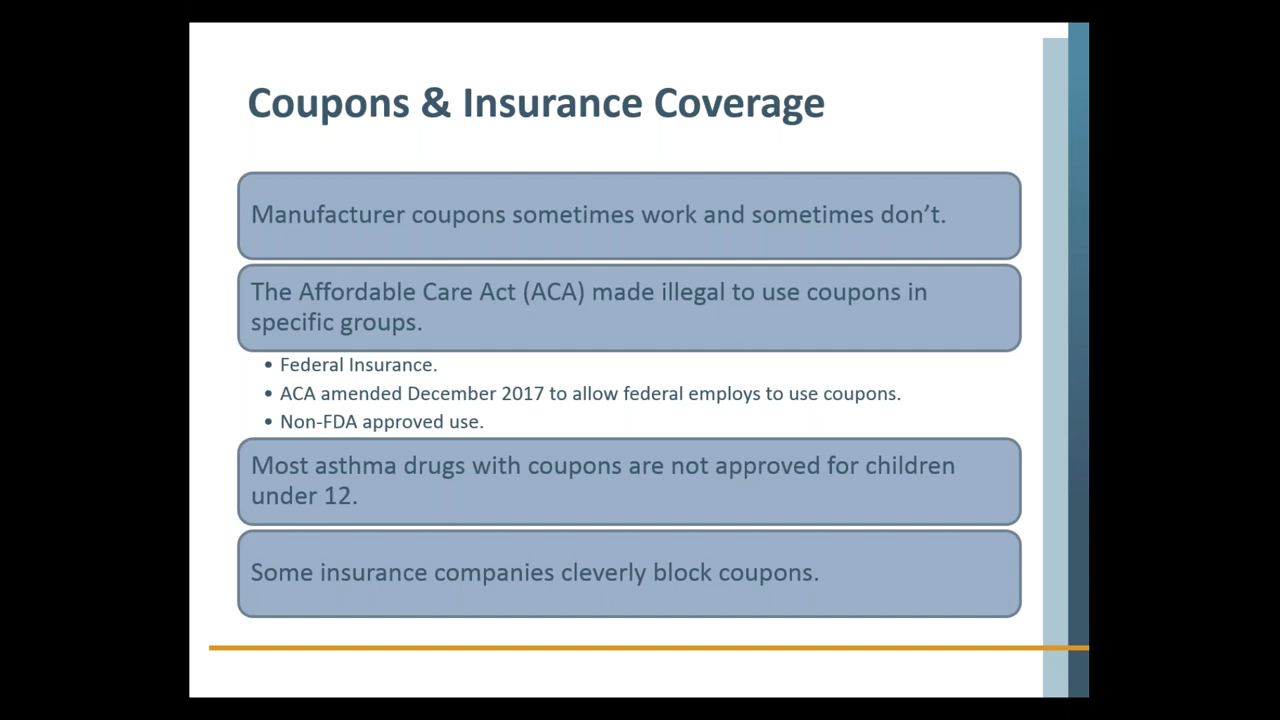 Coupons & Insurance Coverage
Manufacturer coupons sometimes work and sometimes don’t.
The Affordable Care Act (ACA) made illegal to use coupons in
specific groups.
• Federal Insurance.
• ACA amended December 2017 to allow federal employs to use coupons.
• Non-FDA approved use.
Most asthma drugs with coupons are not approved for children
under 12.
Some insurance companies cleverly block coupons.